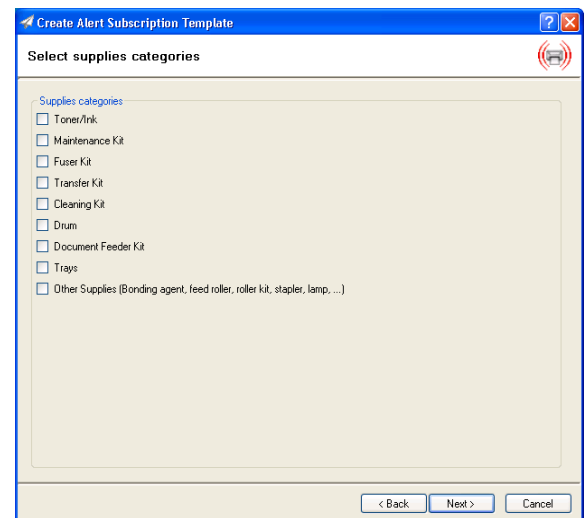 Create Alert Subscription Template
Select supplies categories
Supplies categories
Toner/Ink
Maintenance Kit
Fuser Kit
Transfer Kit
Cleaning Kit
Drum
Document Feeder Kit
Trays
Other Supplies (Bonding agent, feed roller, roller kit, stapler, lamp, ...)
< Back Next > Cancel